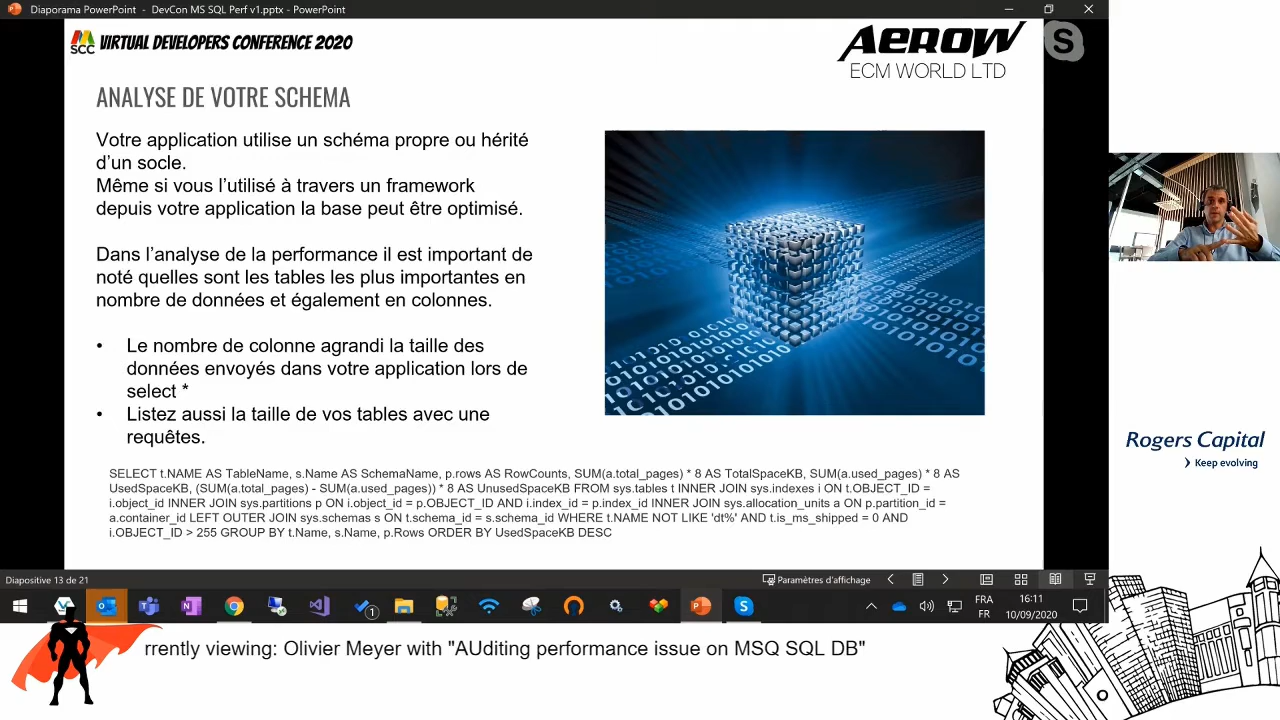 Diaporama PowerPoint - DevCon MS SQL Perf v1.pptx - PowerPoint
SCC VIRTUAL DEVELOPERS CONFERENCE 2020
AEROW
ECM WORLD LTD
S
ANALYSE DE VOTRE SCHEMA
Votre application utilise un schéma propre ou hérité
d'un socle.
Même si vous l'utilisé à travers un framework
depuis votre application la base peut être optimisé.
Dans l'analyse de la performance il est important de
noté quelles sont les tables les plus importantes en
nombre de données et également en colonnes.
• Le nombre de colonne agrandi la taille des
données envoyés dans votre application lors de
select *
• Listez aussi la taille de vos tables avec une
requêtes.
SELECT t.NAME AS TableName, s.Name AS SchemaName, p.rows AS RowCounts, SUM(a.total_pages) * 8 AS TotalSpaceKB, SUM(a.used_pages) * 8 AS
UsedSpaceKB, (SUM(a.total_pages) - SUM(a.used_pages)) * 8 AS UnusedSpaceKB FROM sys.tables t INNER JOIN sys.indexes i ON t.OBJECT_ID =
i.object_id INNER JOIN sys.partitions p ON i.object_id = p.OBJECT_ID AND i.index_id = p.index_id INNER JOIN sys.allocation_units a ON p.partition_id =
a.container_id LEFT OUTER JOIN sys.schemas s ON t.schema_id = s.schema_id WHERE t.NAME NOT LIKE 'dt%' AND t.is_ms_shipped = 0 AND
i.OBJECT_ID > 255 GROUP BY t.Name, s.Name, p.Rows ORDER BY UsedSpaceKB DESC
Rogers Capital
Keep evolving
Diapositive 13 de 21
Paramètres d'affichage
1
FRA
FR
16:11
10/09/2020
rrently viewing: Olivier Meyer with "AUditing performance issue on MSQ SQL DB"